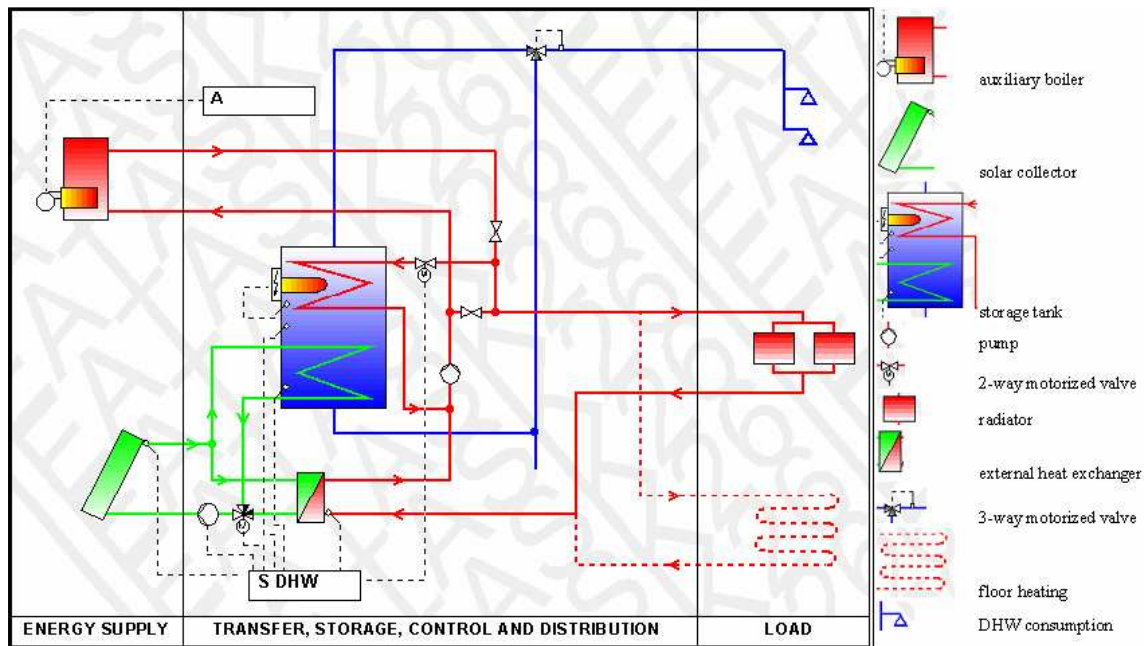 A
S DHW
ENERGY SUPPLY
TRANSFER, STORAGE, CONTROL AND DISTRIBUTION
LOAD
auxiliary boiler
solar collector
storage tank
pump
2-way motorized valve
radiator
external heat exchanger
3-way motorized valve
floor heating
DHW consumption